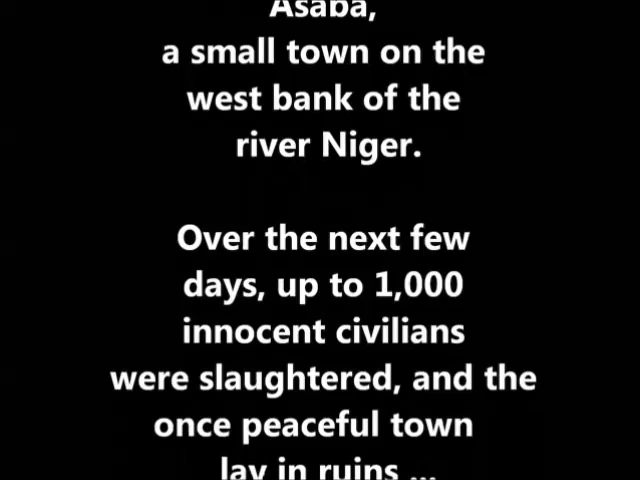 Asaba,
a small town on the
west bank of the
river Niger.
Over the next few
days, up to 1,000
innocent civilians
were slaughtered, and the
once peaceful town
lay in ruins ...